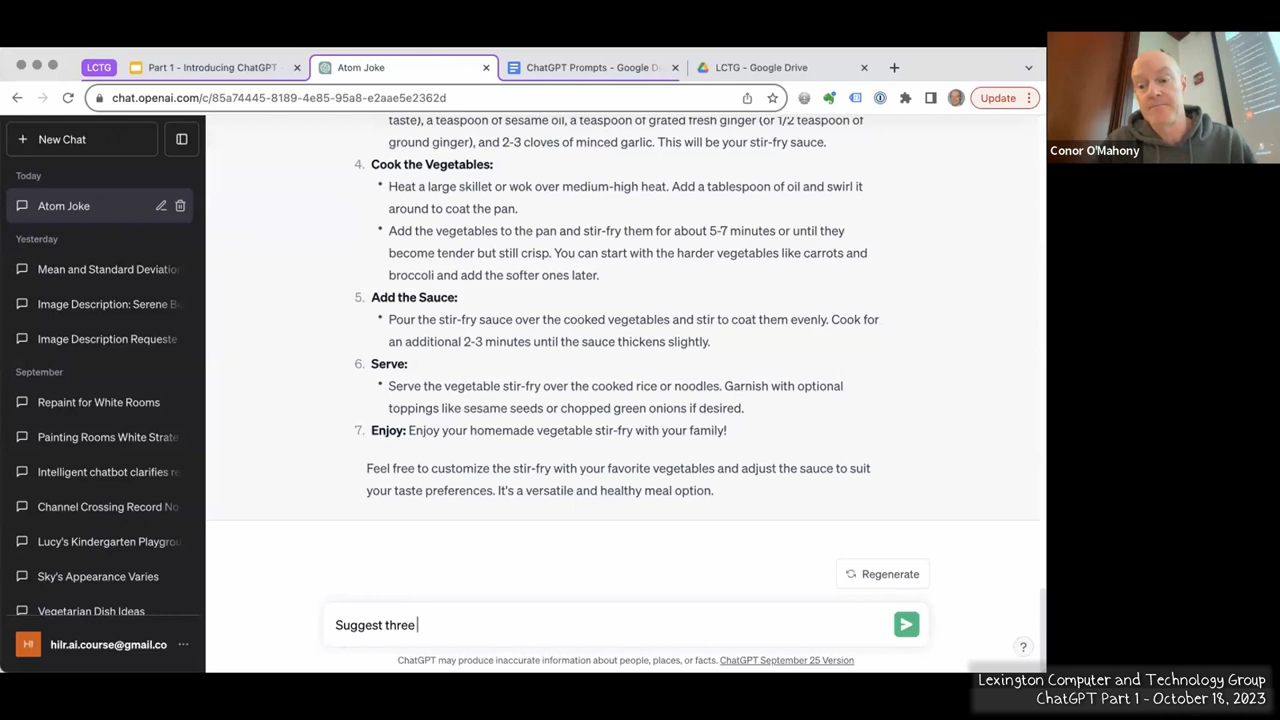 LCTG
Part 1 - Introducing ChatGPT
Atom Joke
ChatGPT Prompts - Google D
LCTG - Google Drive
chat.openai.com/c/85a74445-8189-4e85-95a8-e2aae5e2362d
Update
Conor O'Mahony
New Chat
Today
Atom Joke
Yesterday
Mean and Standard Deviatio
Image Description: Serene B
Image Description Requeste
September
Repaint for White Rooms
Painting Rooms White Strate
Intelligent chatbot clarifies re
Channel Crossing Record No
Lucy's Kindergarten Playgrou
Sky's Appearance Varies
Vegetarian Dish Ideas
HI
hilr.ai.course@gmail.co
taste), a teaspoon of sesame oil, a teaspoon of grated fresh ginger (or 1/2 teaspoon of
ground ginger), and 2-3 cloves of minced garlic. This will be your stir-fry sauce.
4. Cook the Vegetables:
• Heat a large skillet or wok over medium-high heat. Add a tablespoon of oil and swirl it
around to coat the pan.
• Add the vegetables to the pan and stir-fry them for about 5-7 minutes or until they
become tender but still crisp. You can start with the harder vegetables like carrots and
broccoli and add the softer ones later.
5. Add the Sauce:
• Pour the stir-fry sauce over the cooked vegetables and stir to coat them evenly. Cook for
an additional 2-3 minutes until the sauce thickens slightly.
6. Serve:
• Serve the vegetable stir-fry over the cooked rice or noodles. Garnish with optional
toppings like sesame seeds or chopped green onions if desired.
7. Enjoy: Enjoy your homemade vegetable stir-fry with your family!
Feel free to customize the stir-fry with your favorite vegetables and adjust the sauce to suit
your taste preferences. It's a versatile and healthy meal option.
Regenerate
Suggest three
ChatGPT may produce inaccurate information about people, places, or facts. ChatGPT September 25 Version
?
Lexington Computer and Technology Group
ChatGPT Part 1 - October 18, 2023